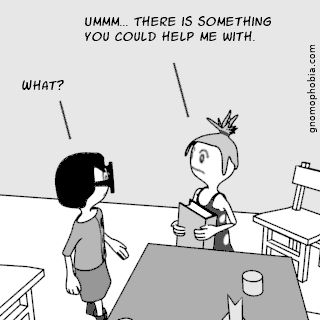 UMMM... THERE IS SOMETHING
YOU COULD HELP ME WITH.
WHAT?
gnomophobia.com